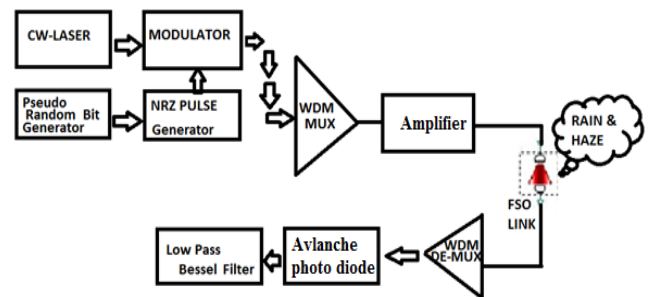 CW-LASER
MODULATOR
Pseudo
Random Bit
Generator
NRZ PULSE
Generator
WDM
MUX
Amplifier
RAIN &
HAZE
FSO
LINK
WDM
DE-MUX
Avlanche
photo diode
Low Pass
Bessel Filter